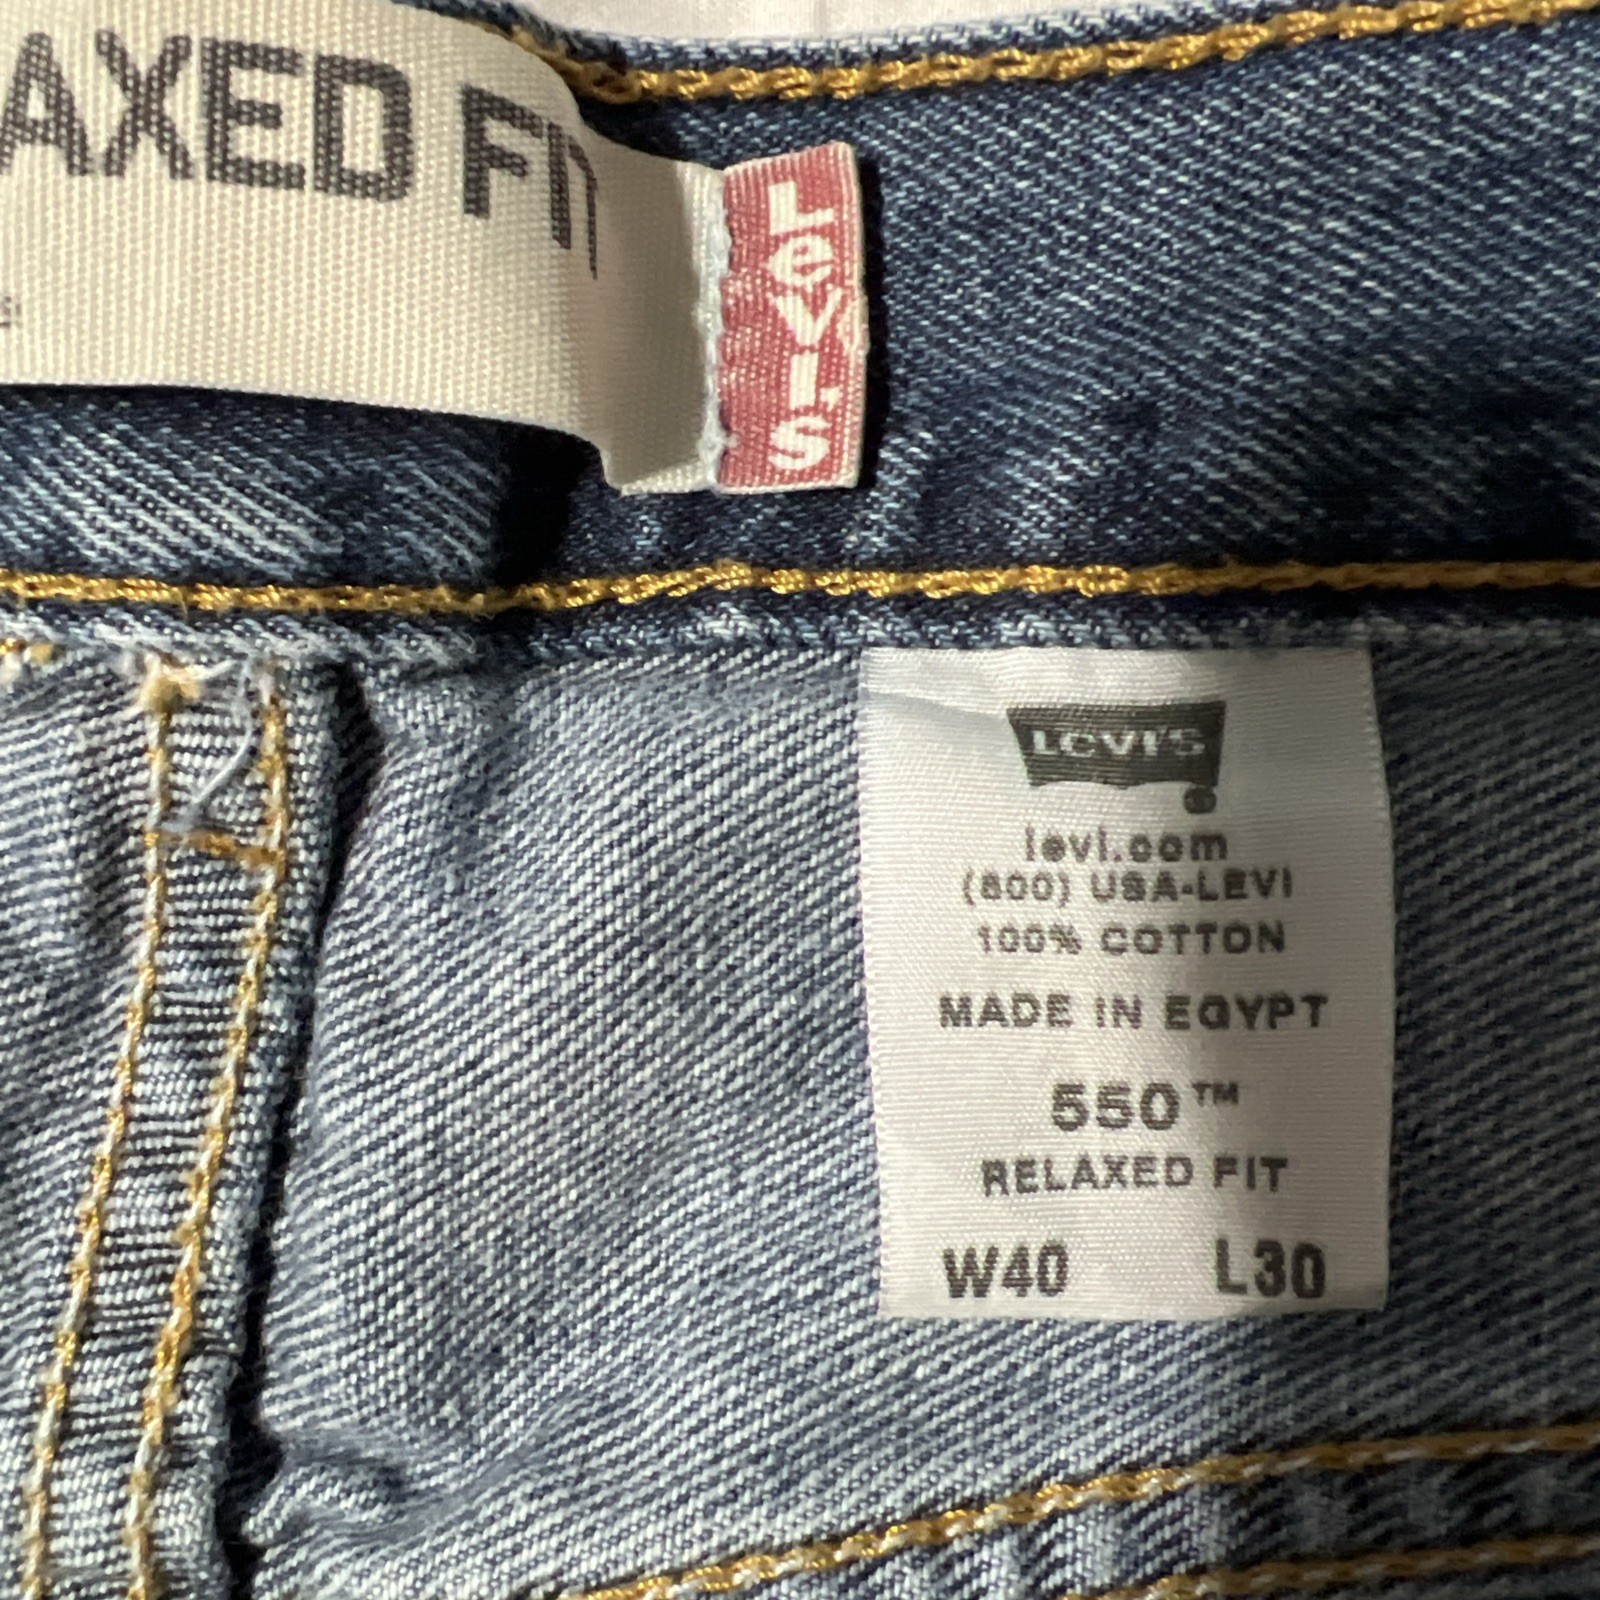 AXED FIT
Levi's
LEVI'S
®
levi.com
(800) USA-LEVI
100% COTTON
MADE IN EGYPT
550™
RELAXED FIT
W40 L30